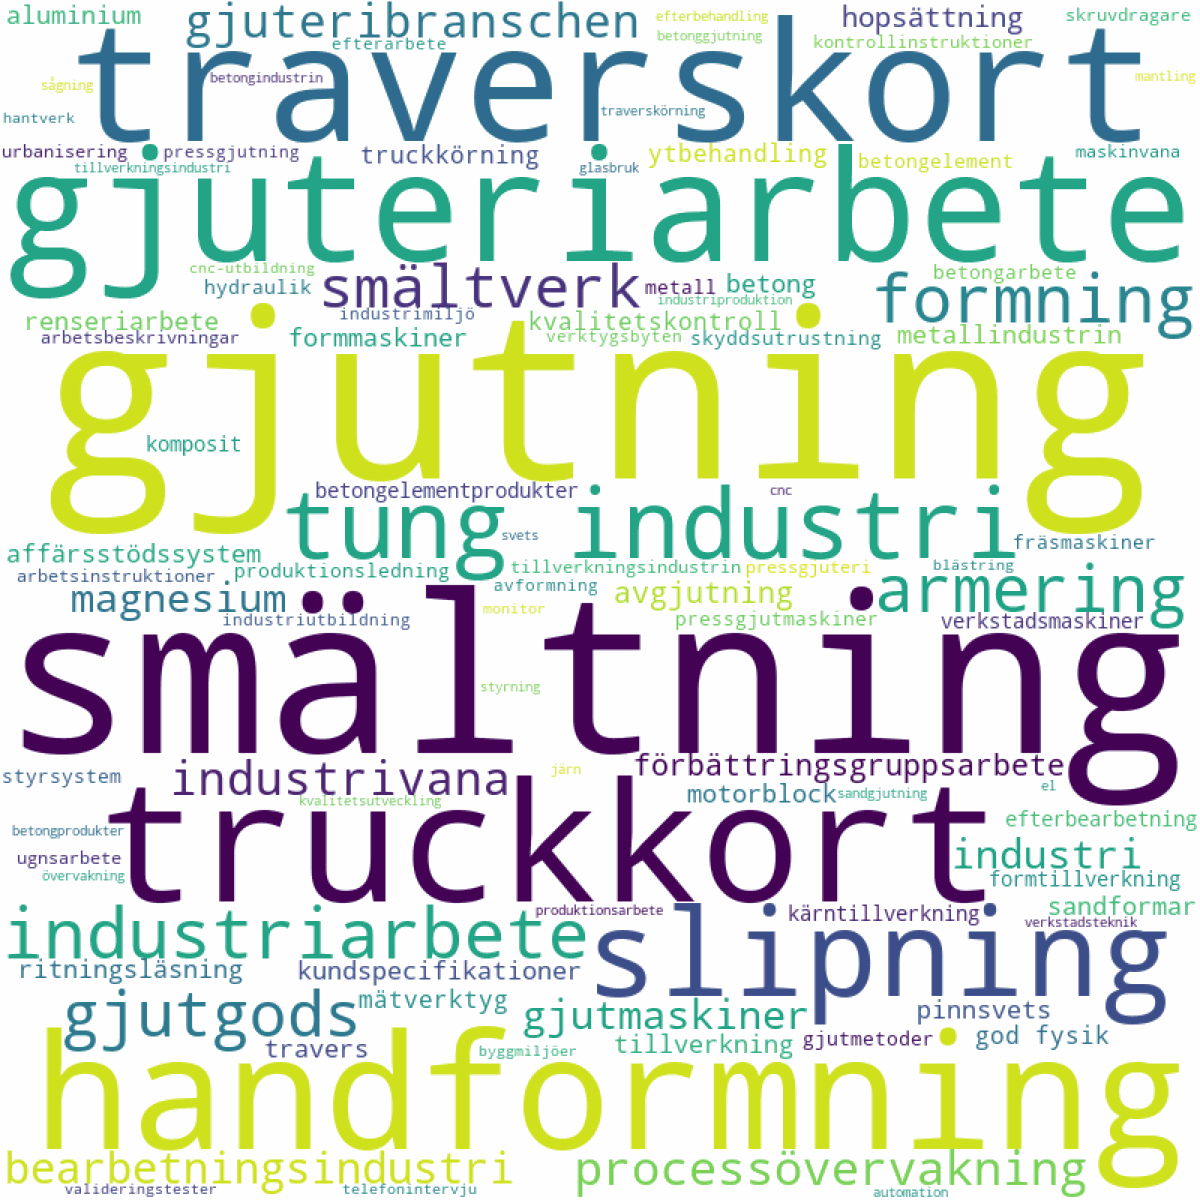 aluminium
gjuteribranschen
efterbehandling
hopsättning
skruvdragare
efterarbete
betonggjutning
kontrollinstruktioner
traverskort
sågning
betongindustrin
mantling
hantverk
traverskörning
urbanisering
pressgjutning
truckkörning
ytbehandling
betongelement
maskinvana
tillverkningsindustri
glasbruk
gjuteriarbete
cnc-utbildning
smältverk
metall
betong
betongarbete
hydraulik
industriproduktion
formning
renseriarbete
industrimiljö
kvalitetskontroll
arbetsbeskrivningar
formmaskiner
verktygsbyten
skyddsutrustning
metallindustrin
gjutning
komposit
betongelementprodukter
cnc
tung industri
svets
fräsmaskiner
affärsstödssystem
arbetsinstruktioner
produktionsledning
tillverkningsindustrin
pressgjuteri
blästring
avformning
magnesium
avgjutning
armering
industriutbildning
monitor
pressgjutmaskiner
verkstadsmaskiner
smältning
styrning
styrsystem
industrivana
järn
förbättringsgruppsarbete
motorblock
sandgjutning
el
kvalitetsutveckling
truckkort
efterbearbetning
betongprodukter
ugnsarbete
industri
övervakning
formtillverkning
industriarbete
produktionsarbete
kärntillverkning
sandformar
verkstadsteknik
slipning
ritningsläsning
kundspecifikationer
gjutgods
mätverktyg
gjutmaskiner
pinnsvets
travers
byggmiljöer
tillverkning
gjutmetoder
god fysik
handformning
bearbetningsindustri
processövervakning
valideringstester
telefonintervju
automation